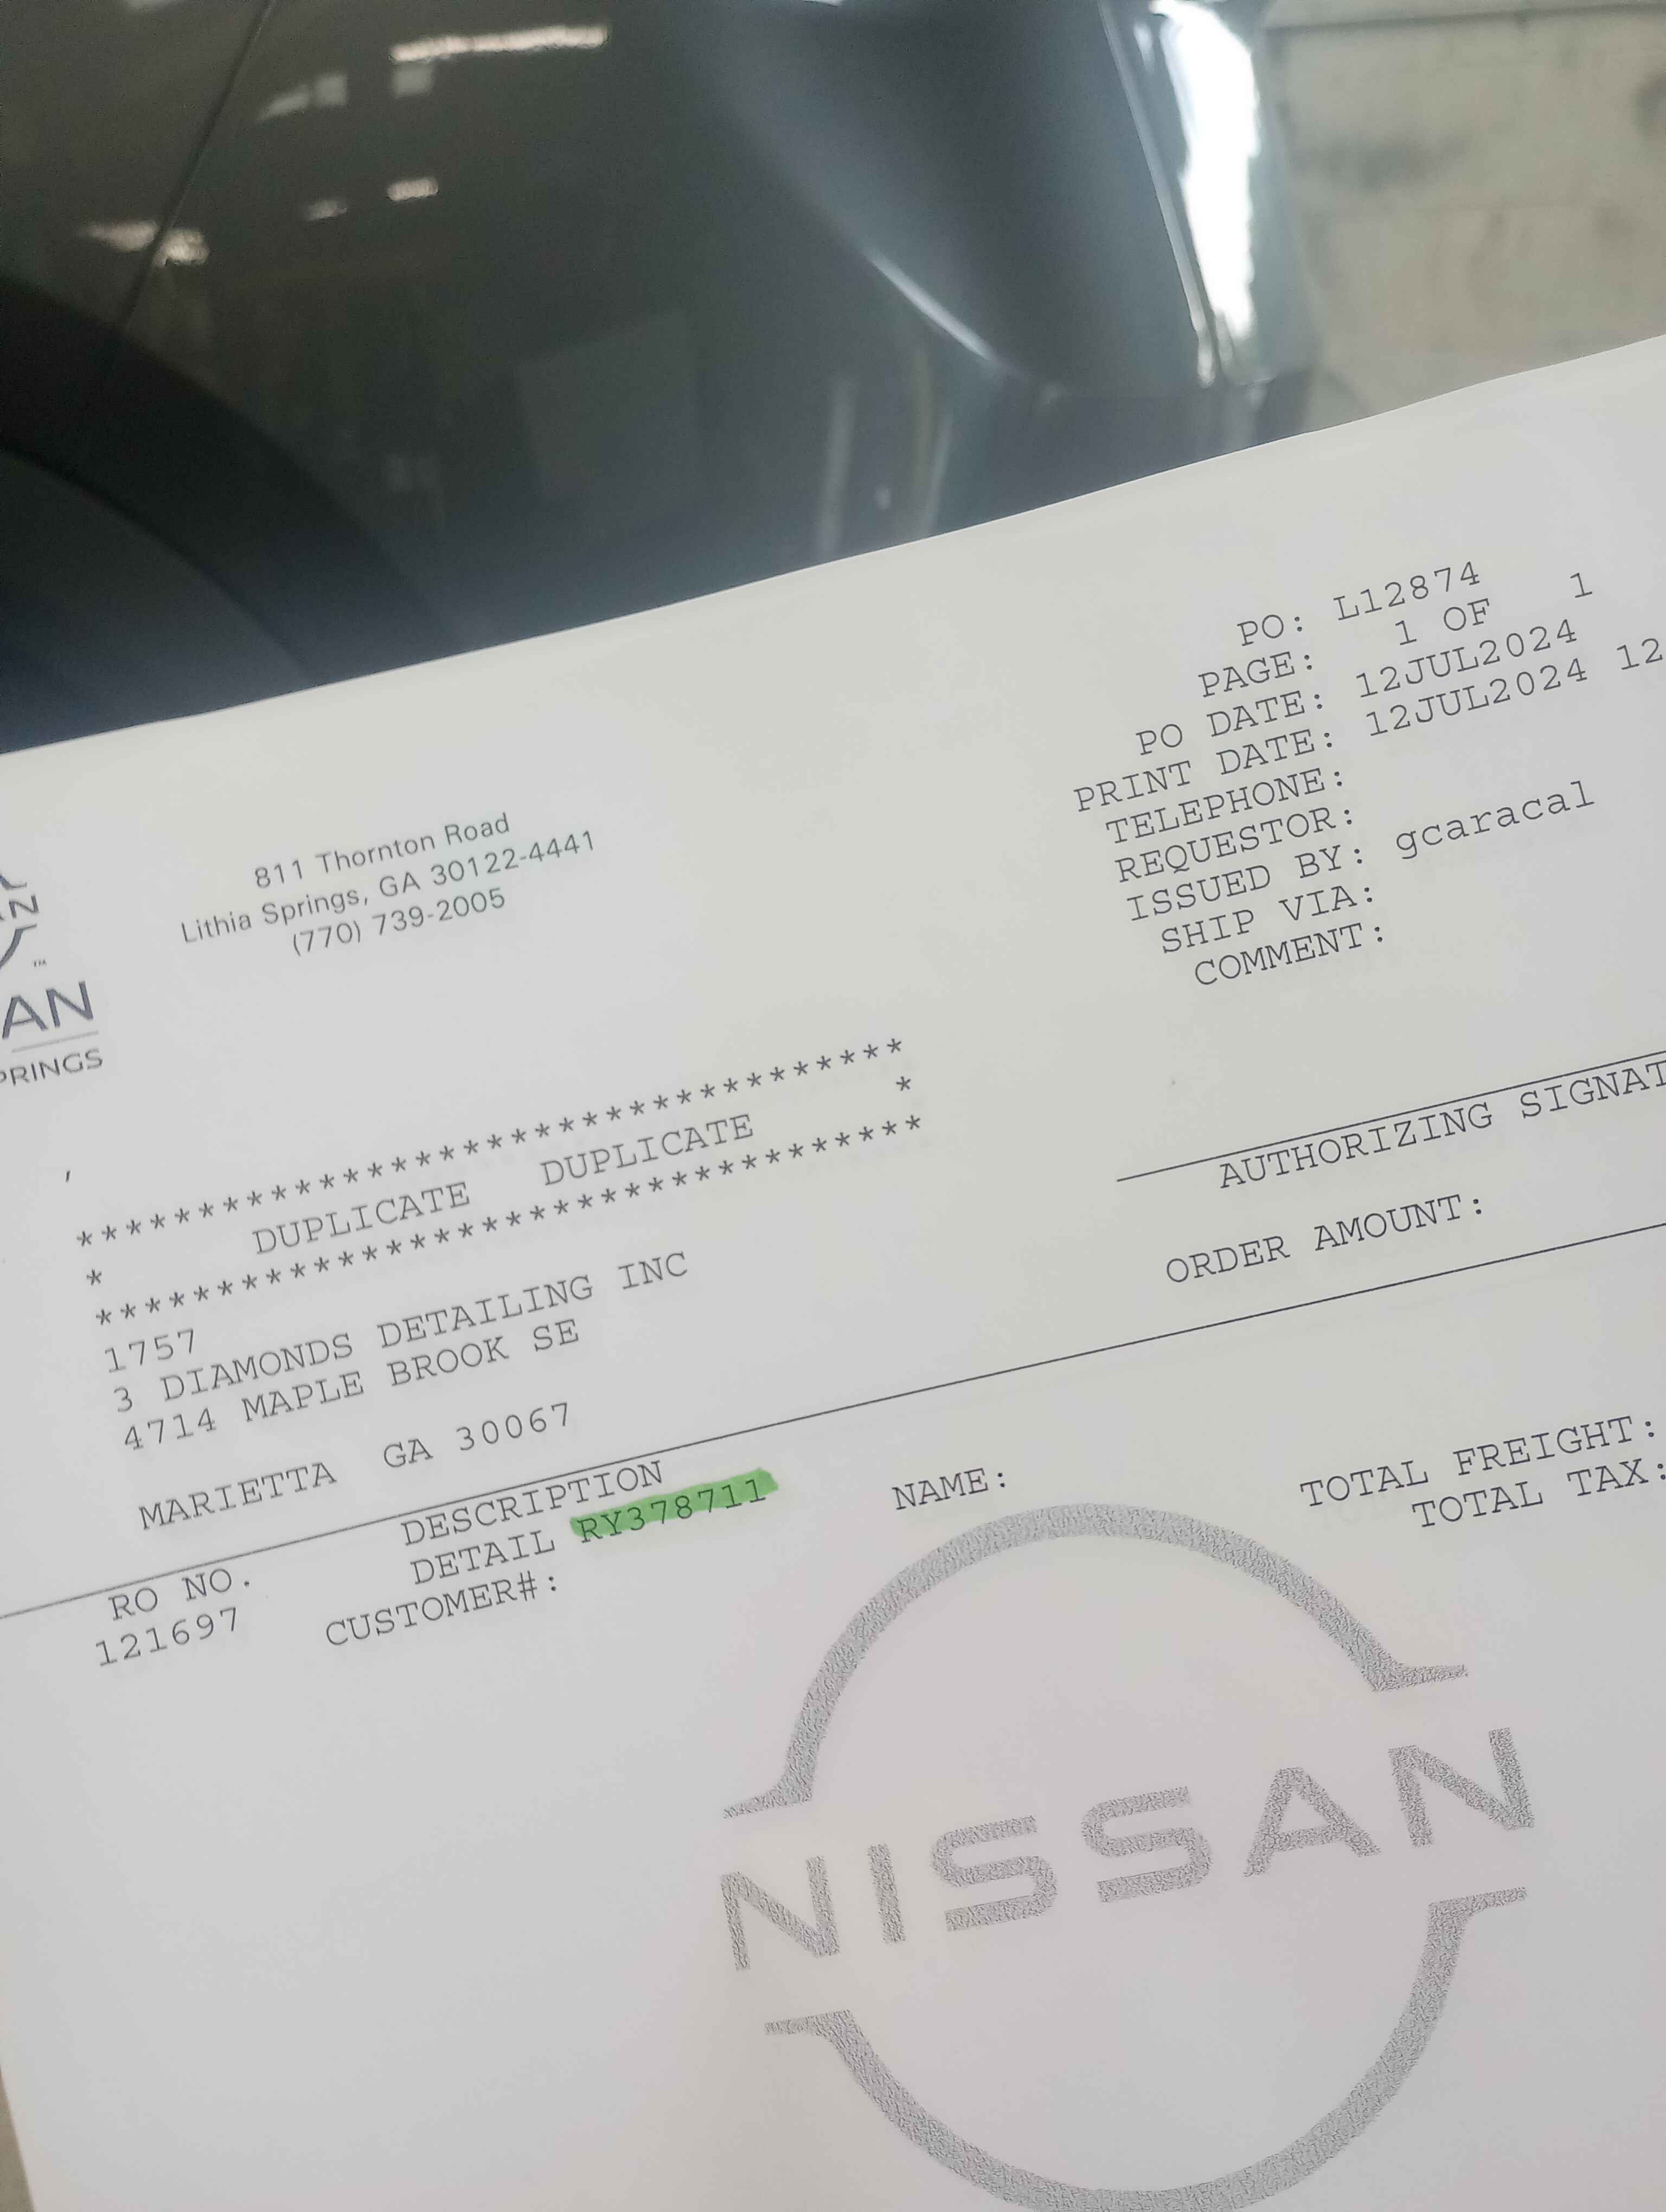 PO: L12874
PAGE: 1 OF 1
PO DATE: 12JUL2024
PRINT DATE: 12JUL2024 12
TELEPHONE:
REQUESTOR:
ISSUED BY: gcaracal
SHIP VIA:
COMMENT:
811 Thornton Road
Lithia Springs, GA 30122-4441
(770) 739-2005
AN
™
AN
PRINGS
***********************************
* DUPLICATE DUPLICATE *
***********************************
1757
3 DIAMONDS DETAILING INC
4714 MAPLE BROOK SE
MARIETTA GA 30067
AUTHORIZING SIGNAT
ORDER AMOUNT:
RO NO. DESCRIPTION
121697 DETAIL RY378711
CUSTOMER#: NAME:
TOTAL FREIGHT:
TOTAL TAX:
NISSAN